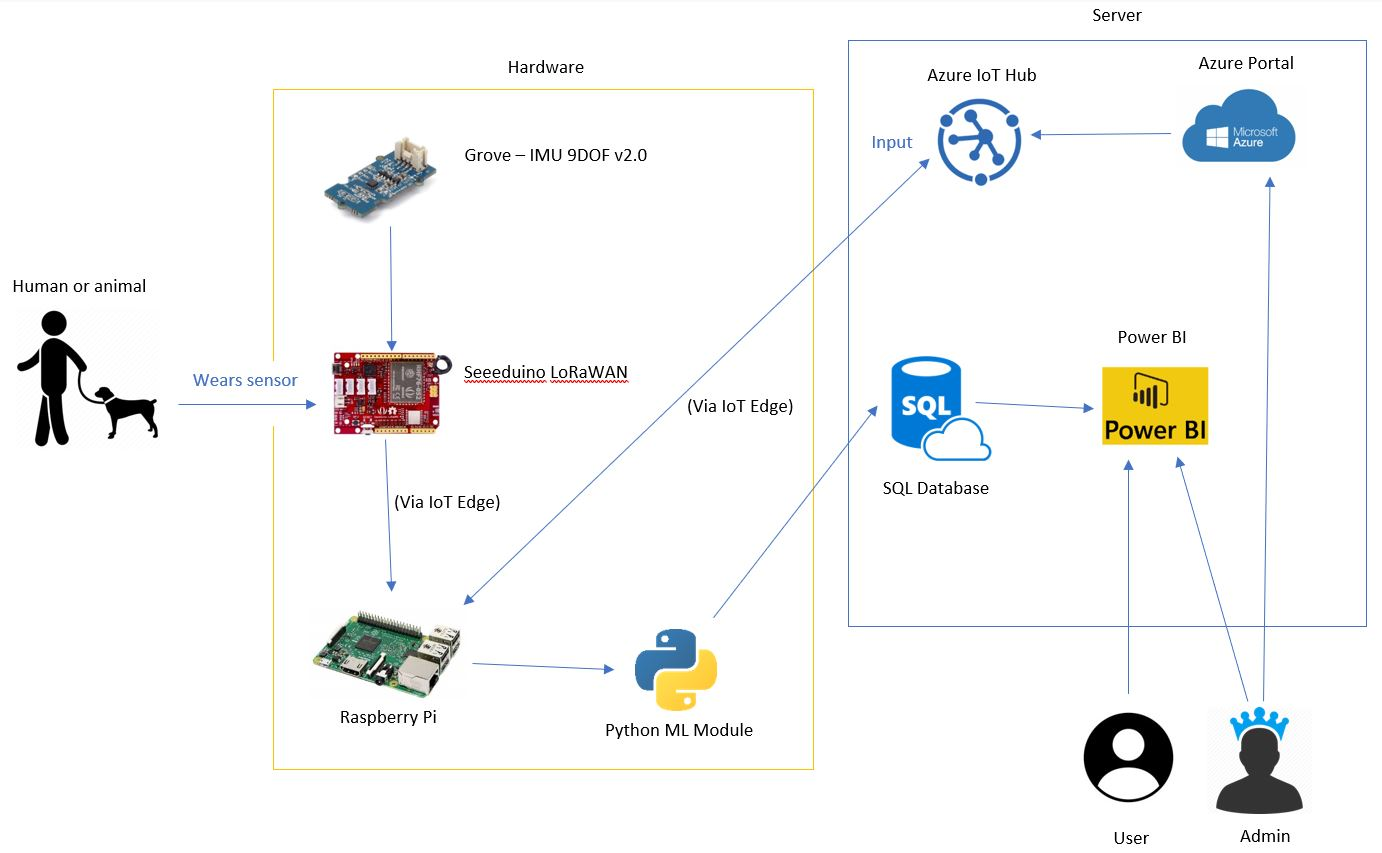 Server
Hardware
Azure IoT Hub
Azure Portal
Input
Microsoft
Azure
Grove – IMU 9DOF v2.0
Human or animal
Wears sensor
Seeeduino LoRaWAN
(Via IoT Edge)
(Via IoT Edge)
Power BI
SQL
Power BI
SQL Database
Raspberry Pi
Python ML Module
User
Admin